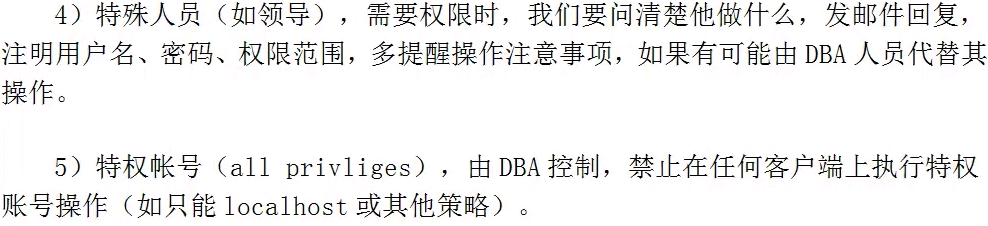 4）特殊人员（如领导），需要权限时，我们要问清楚他做什么，发邮件回复，
注明用户名、密码、权限范围，多提醒操作注意事项，如果有可能由 DBA 人员代替其
操作。
5）特权帐号（all privliges），由 DBA 控制，禁止在任何客户端上执行特权
账号操作（如只能 localhost 或其他策略）。